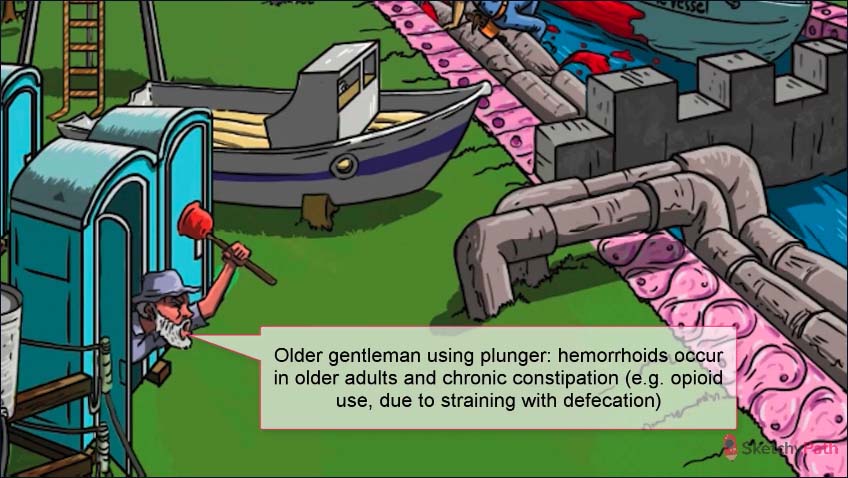 Vessel
Older gentleman using plunger: hemorrhoids occur
in older adults and chronic constipation (e.g. opioid
use, due to straining with defecation)
SketchyPath